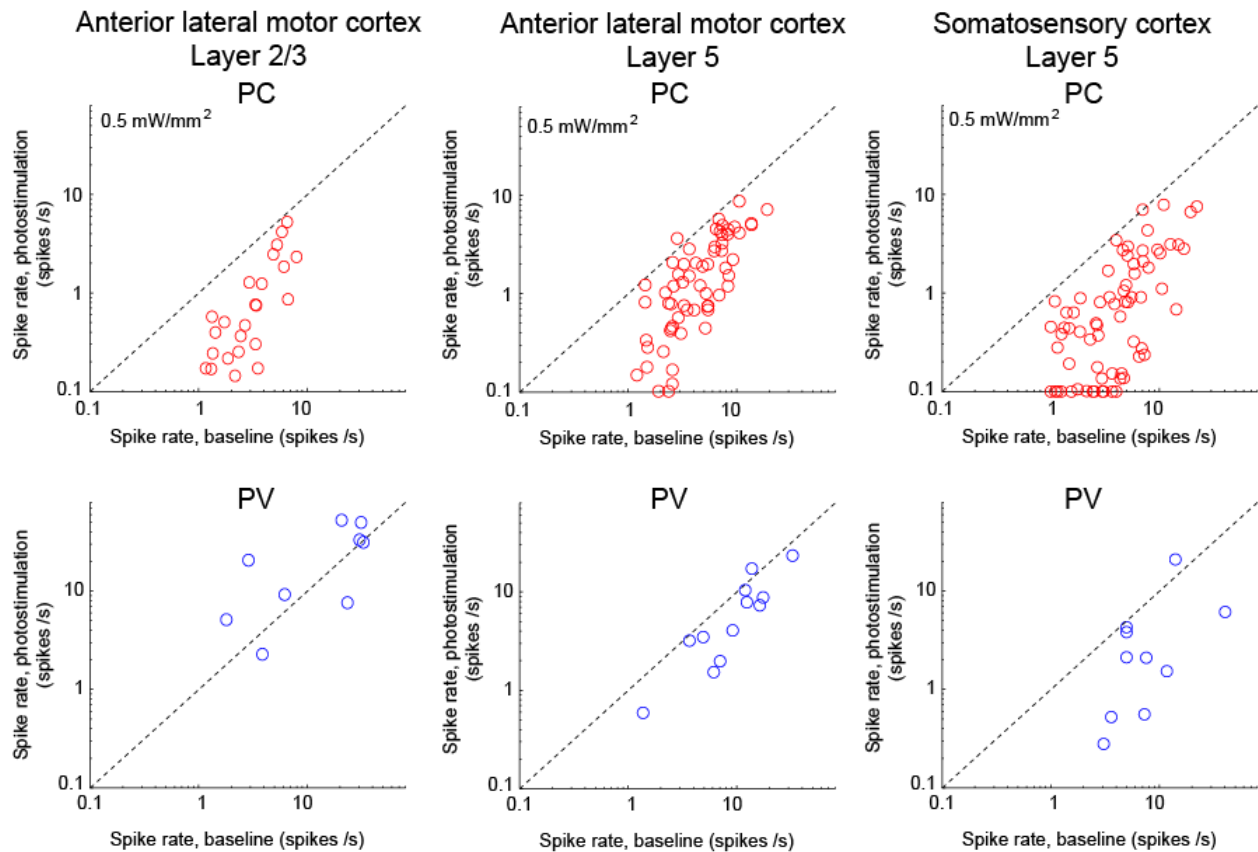 Anterior lateral motor cortex
Layer 2/3
PC
0.5 mW/mm²
Spike rate, photostimulation
(spikes /s)
10
1
0.1
0.1
1
10
Spike rate, baseline (spikes /s)
Anterior lateral motor cortex
Layer 5
PC
0.5 mW/mm²
Spike rate, photostimulation
(spikes /s)
10
1
0.1
0.1
1
10
Spike rate, baseline (spikes /s)
Somatosensory cortex
Layer 5
PC
0.5 mW/mm²
Spike rate, photostimulation
(spikes /s)
10
1
0.1
0.1
1
10
Spike rate, baseline (spikes /s)
PV
Spike rate, photostimulation
(spikes /s)
10
1
0.1
0.1
1
10
Spike rate, baseline (spikes /s)
PV
Spike rate, photostimulation
(spikes /s)
10
1
0.1
0.1
1
10
Spike rate, baseline (spikes /s)
PV
Spike rate, photostimulation
(spikes /s)
10
1
0.1
0.1
1
10
Spike rate, baseline (spikes /s)